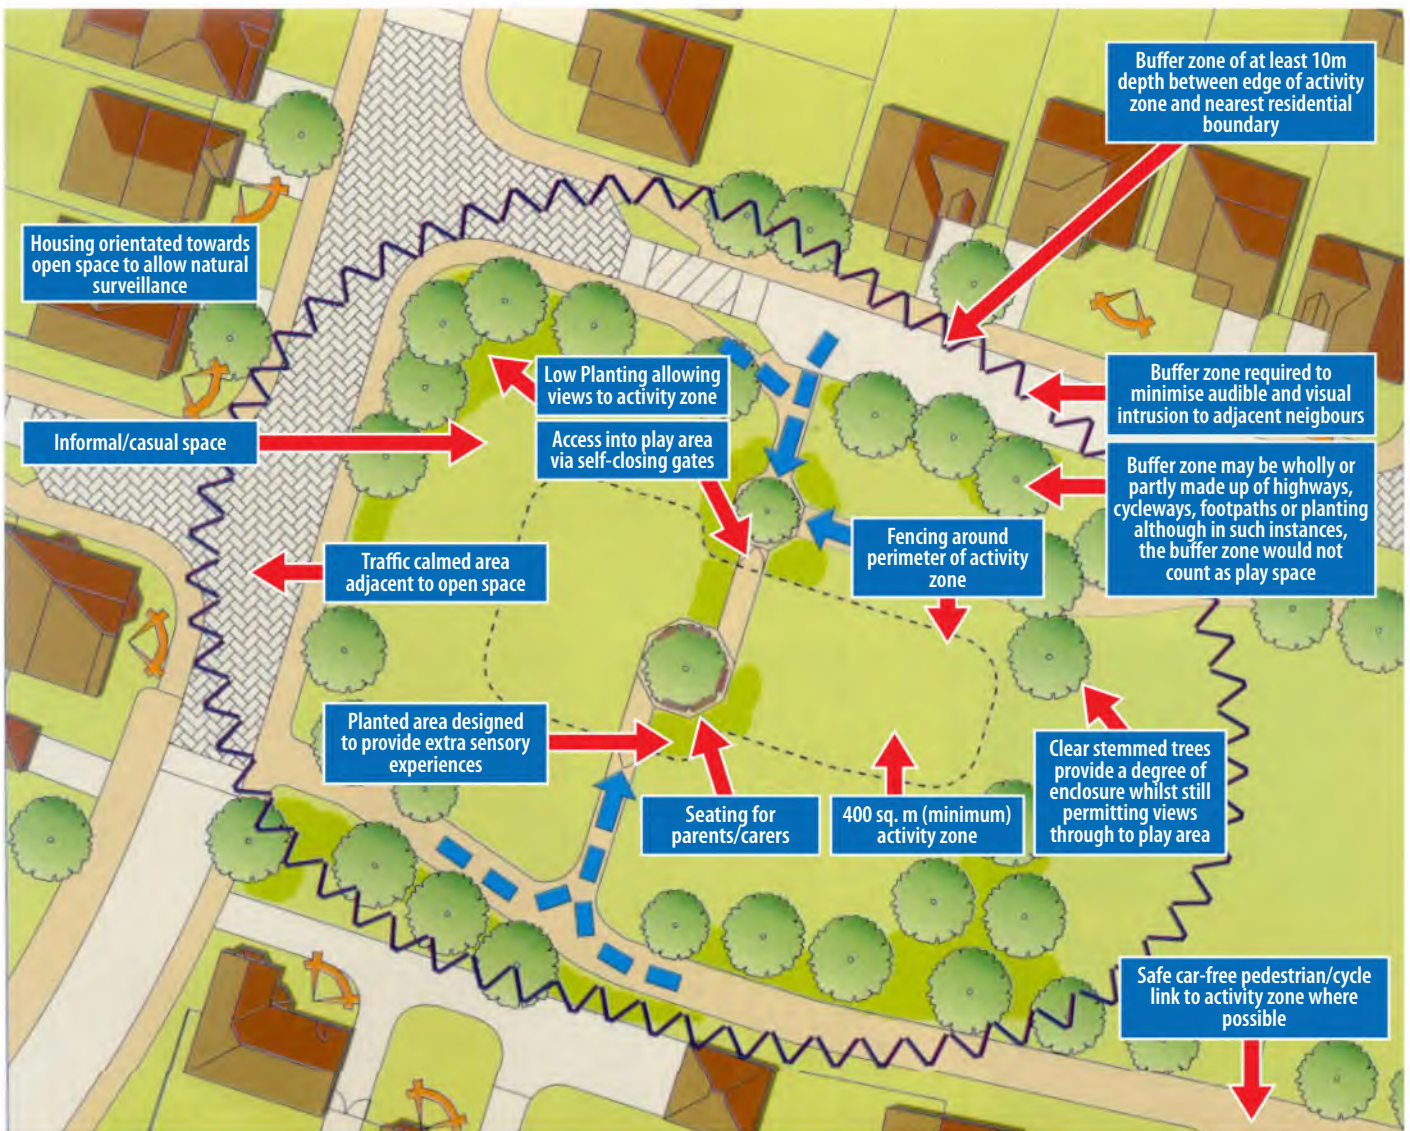 Buffer zone of at least 10m
depth between edge of activity
zone and nearest residential
boundary
Housing orientated towards
open space to allow natural
surveillance
Low Planting allowing
views to activity zone
Buffer zone required to
minimise audible and visual
intrusion to adjacent neigbours
Informal/casual space
Access into play area
via self-closing gates
Buffer zone may be wholly or
partly made up of highways,
cycleways, footpaths or planting
although in such instances,
the buffer zone would not
count as play space
Fencing around
perimeter of activity
zone
Traffic calmed area
adjacent to open space
Planted area designed
to provide extra sensory
experiences
Clear stemmed trees
provide a degree of
enclosure whilst still
permitting views
through to play area
Seating for
parents/carers
400 sq. m (minimum)
activity zone
Safe car-free pedestrian/cycle
link to activity zone where
possible